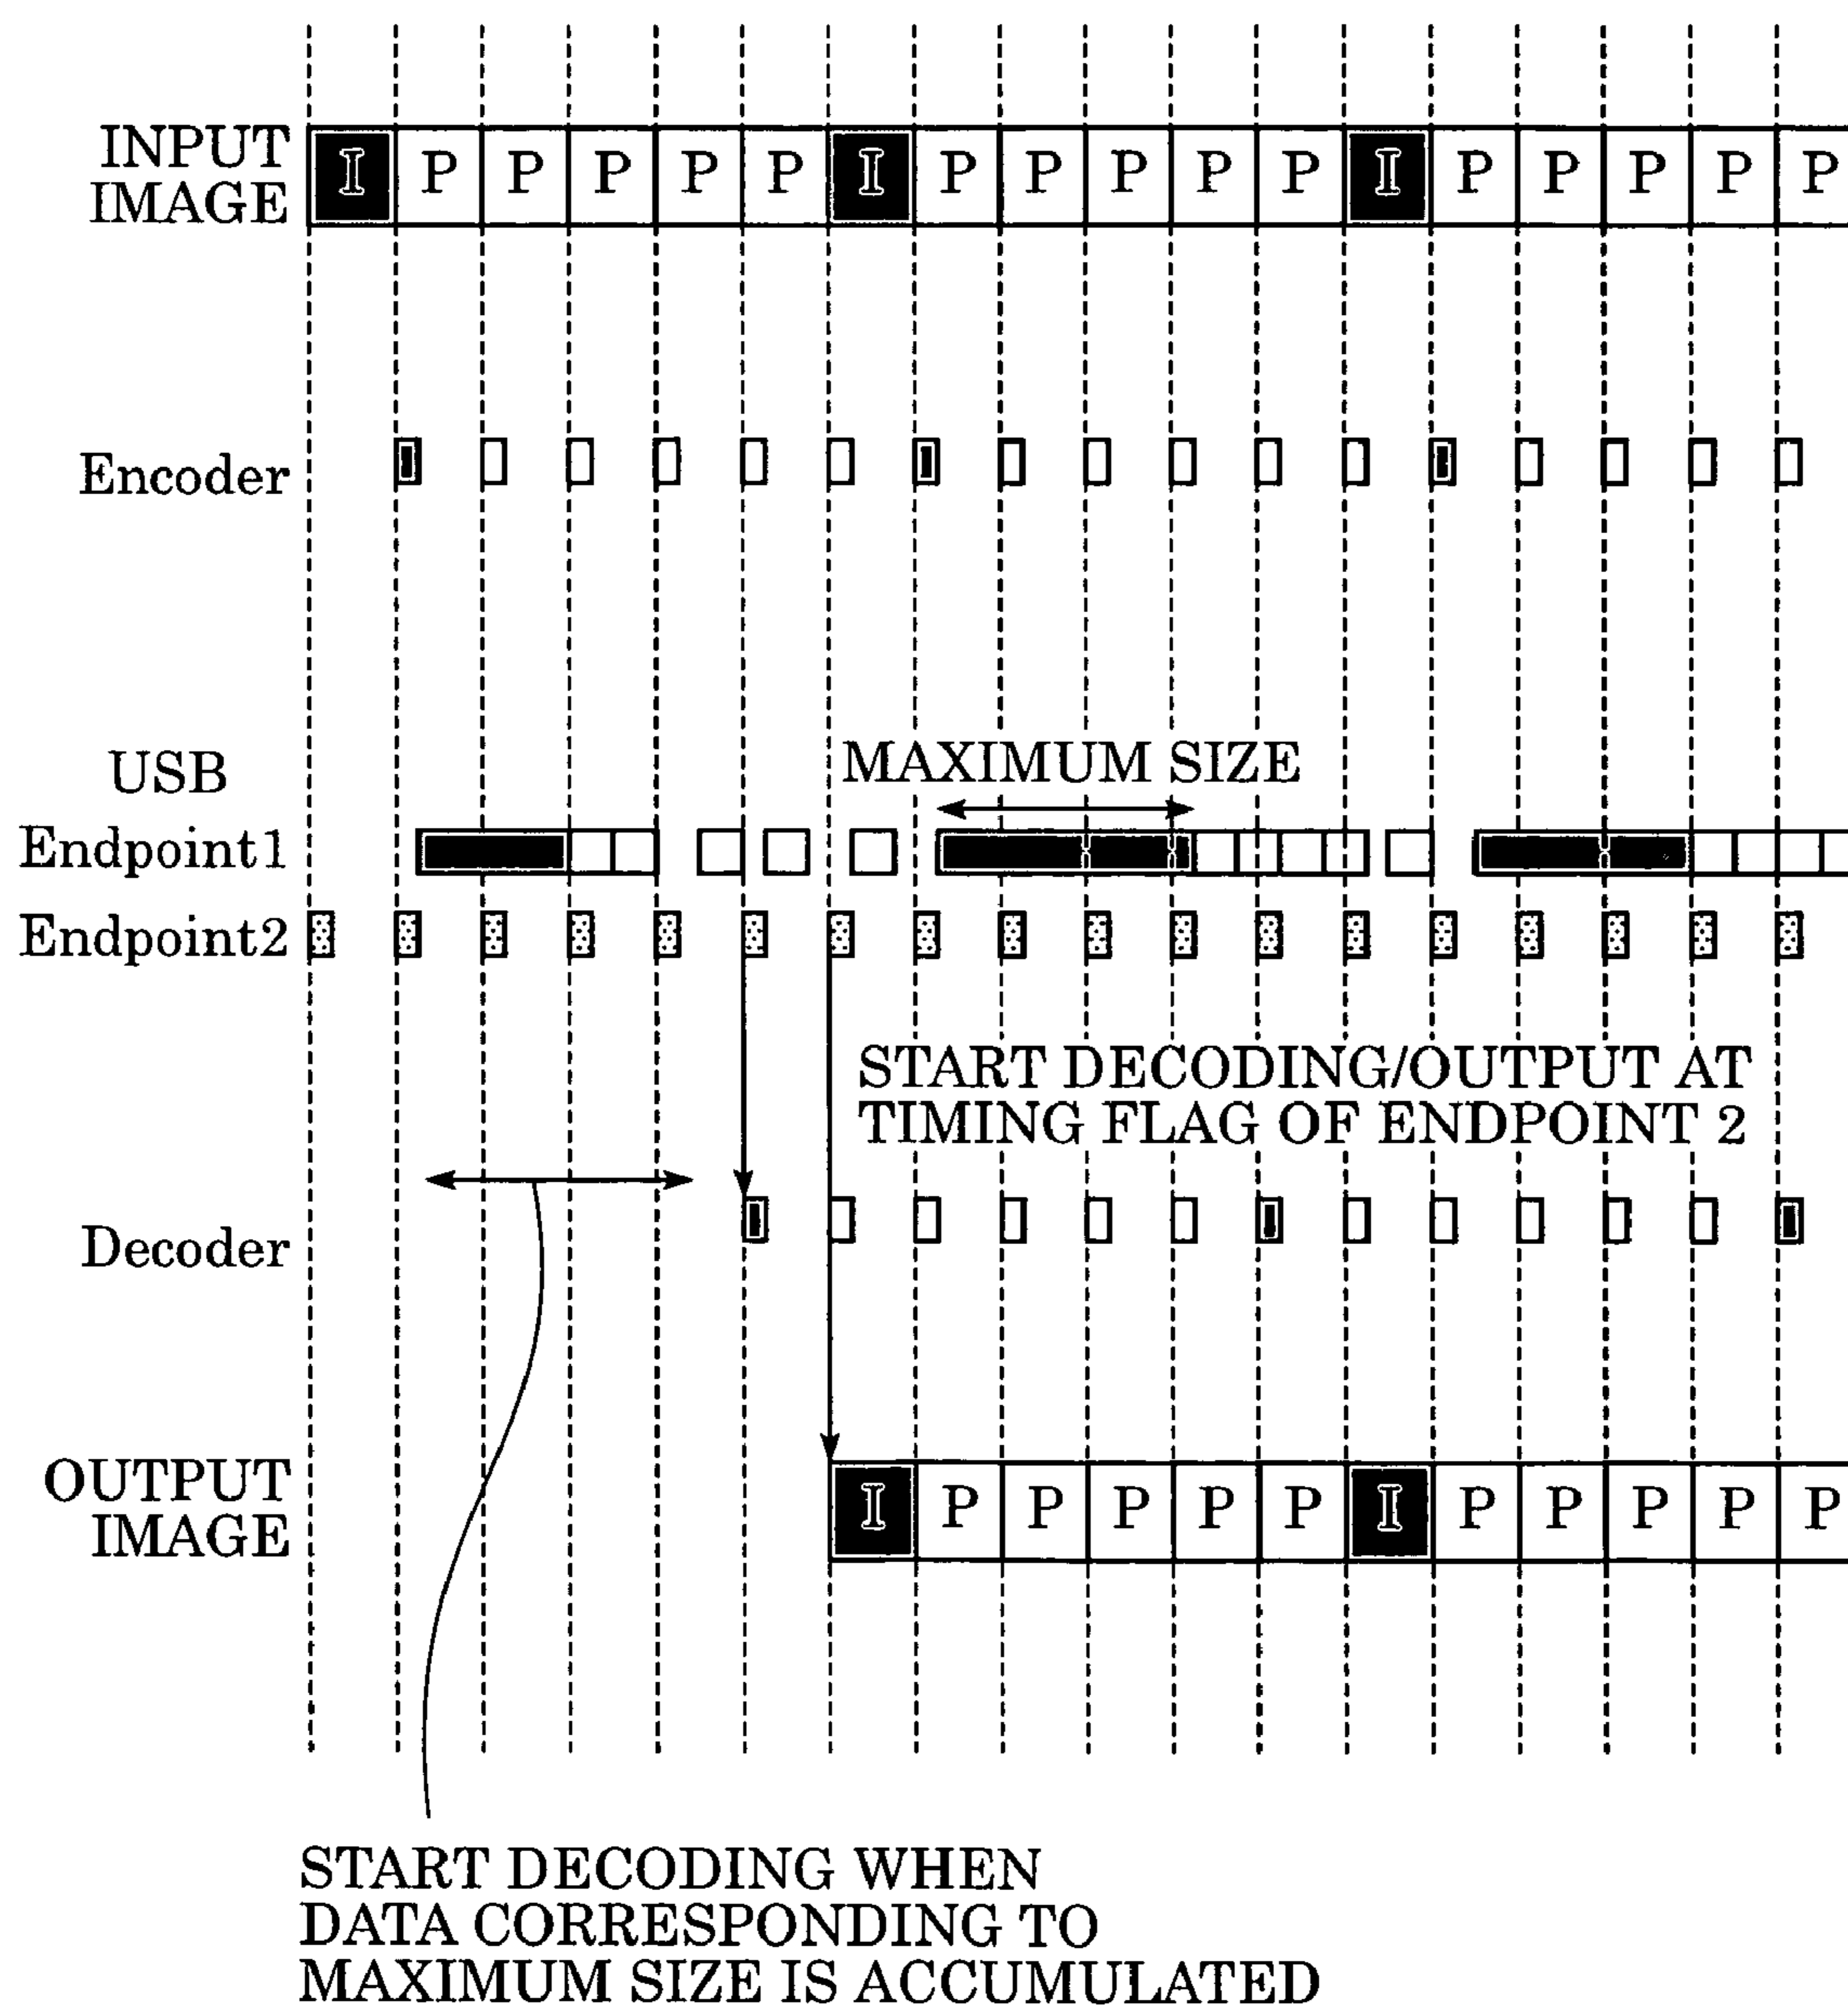 INPUT
IMAGE
I P P P P P I P P P P P I P P P P P
Encoder
USB
MAXIMUM SIZE
Endpoint1
Endpoint2
START DECODING/OUTPUT AT
TIMING FLAG OF ENDPOINT 2
Decoder
OUTPUT
IMAGE
I P P P P P I P P P P P
START DECODING WHEN
DATA CORRESPONDING TO
MAXIMUM SIZE IS ACCUMULATED